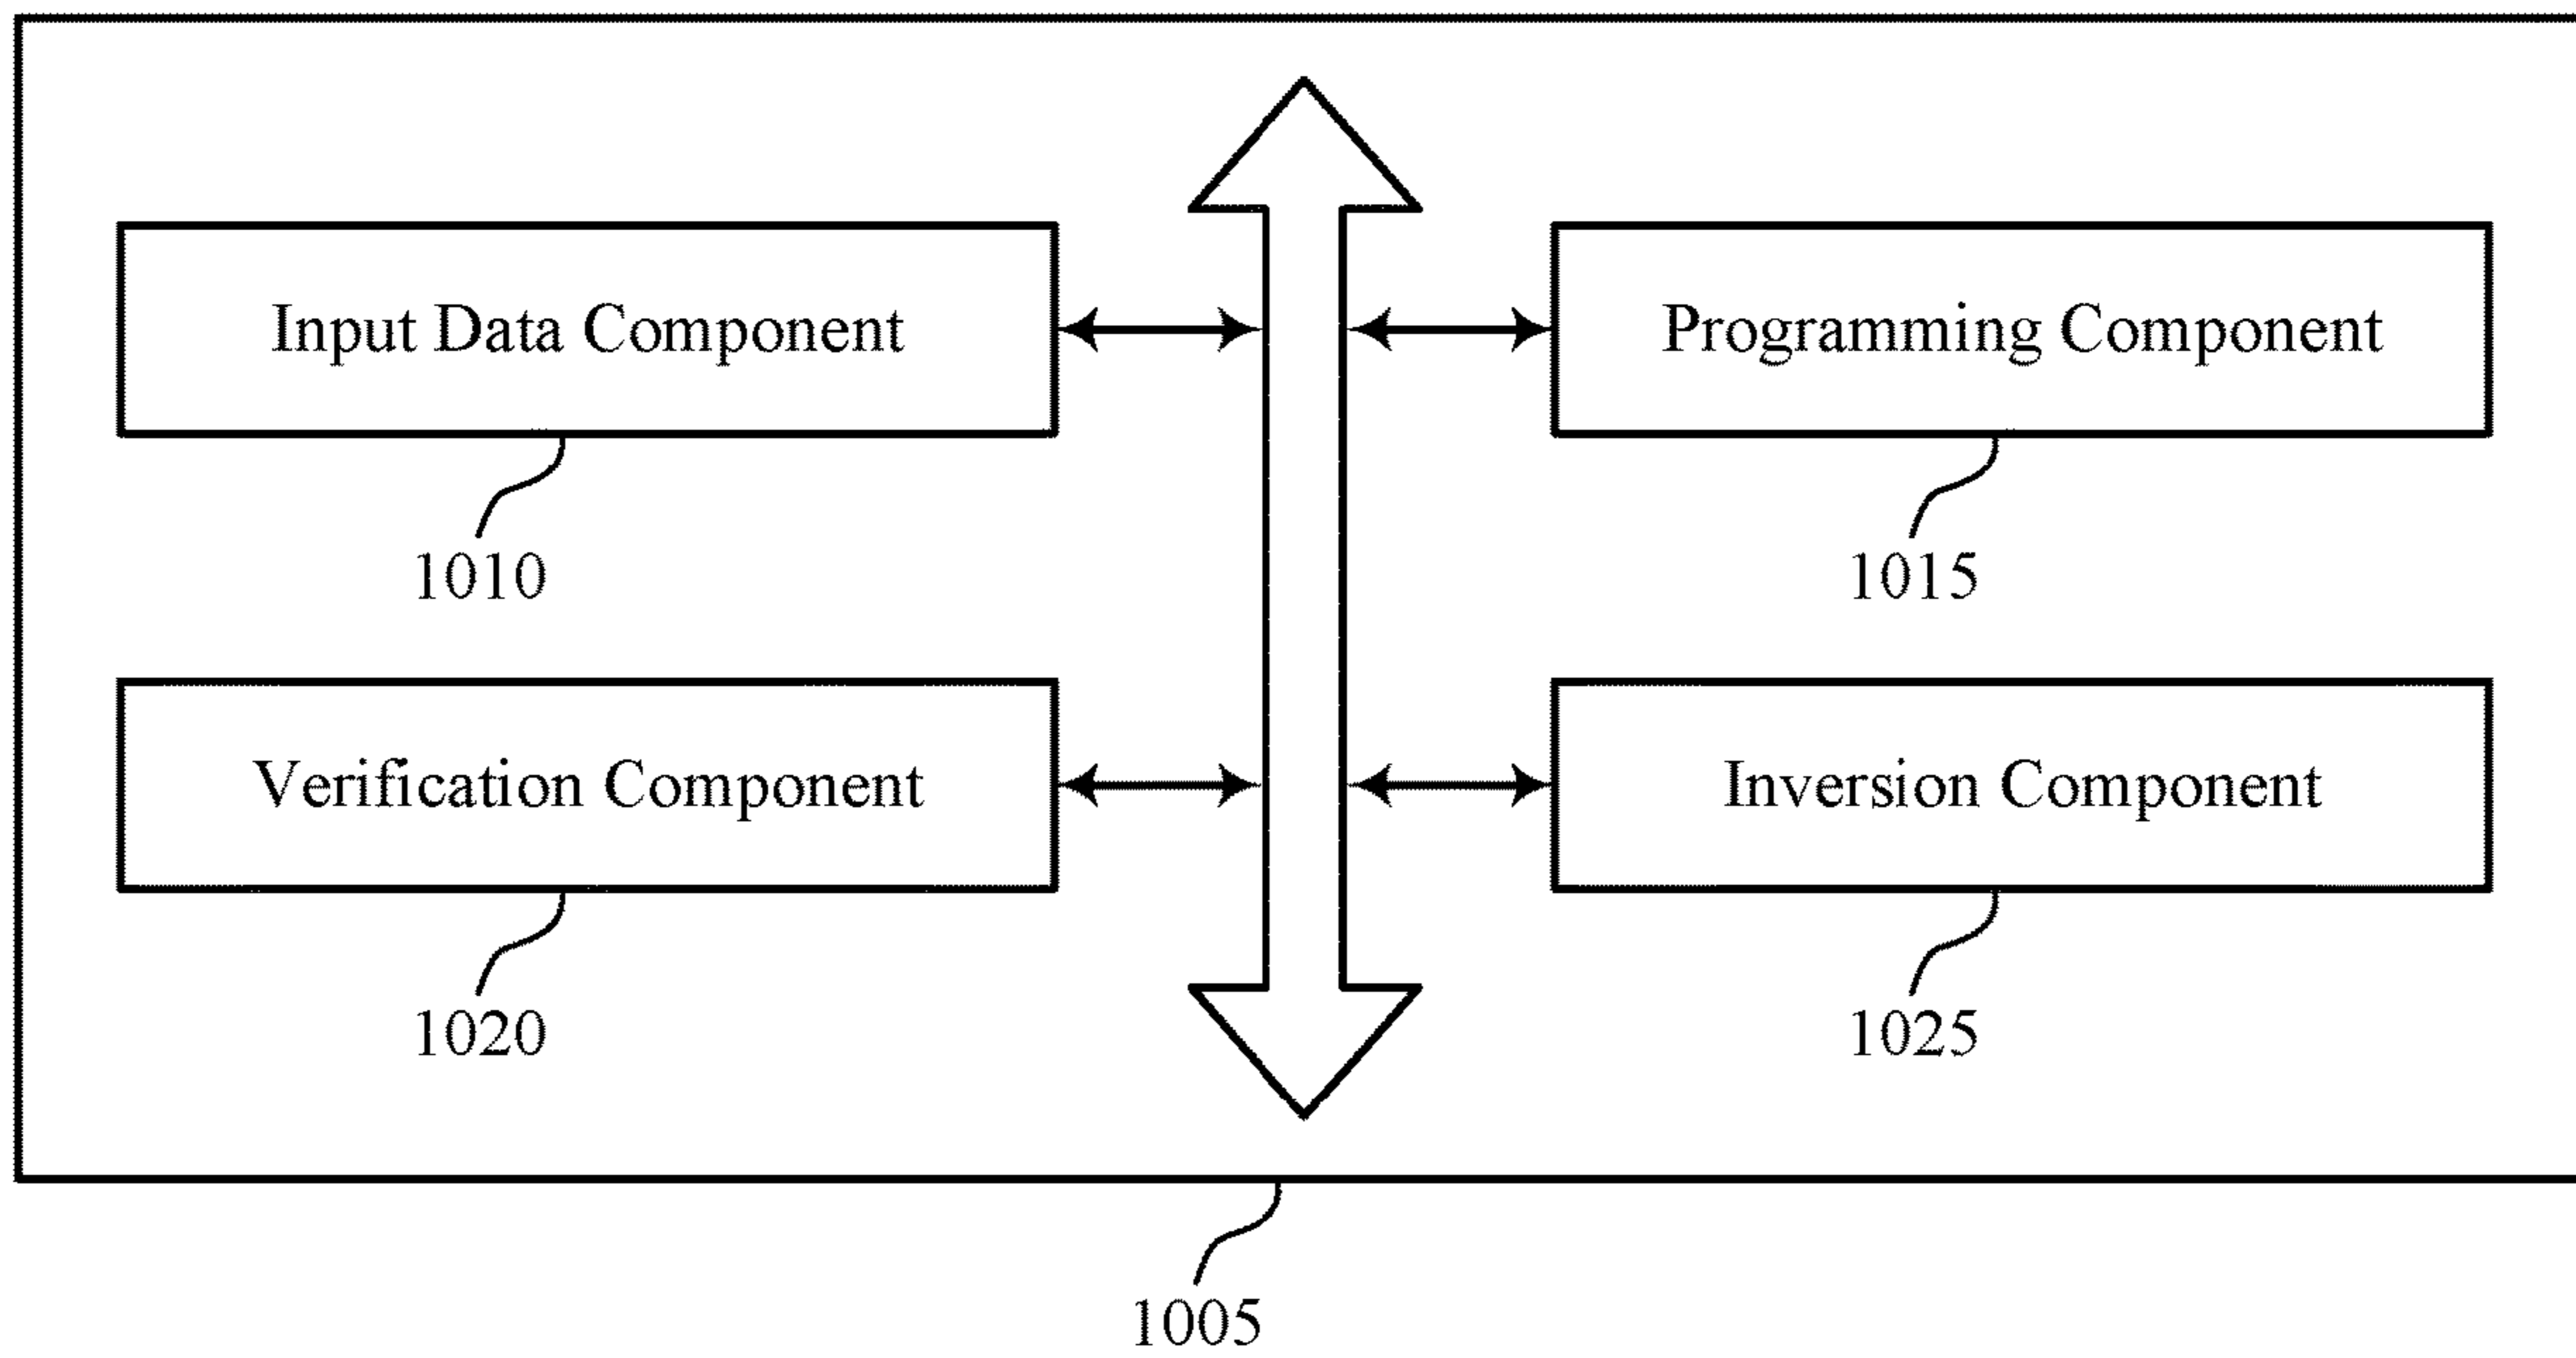 Input Data Component
Programming Component
1010
1015
Verification Component
Inversion Component
1020
1025
1005